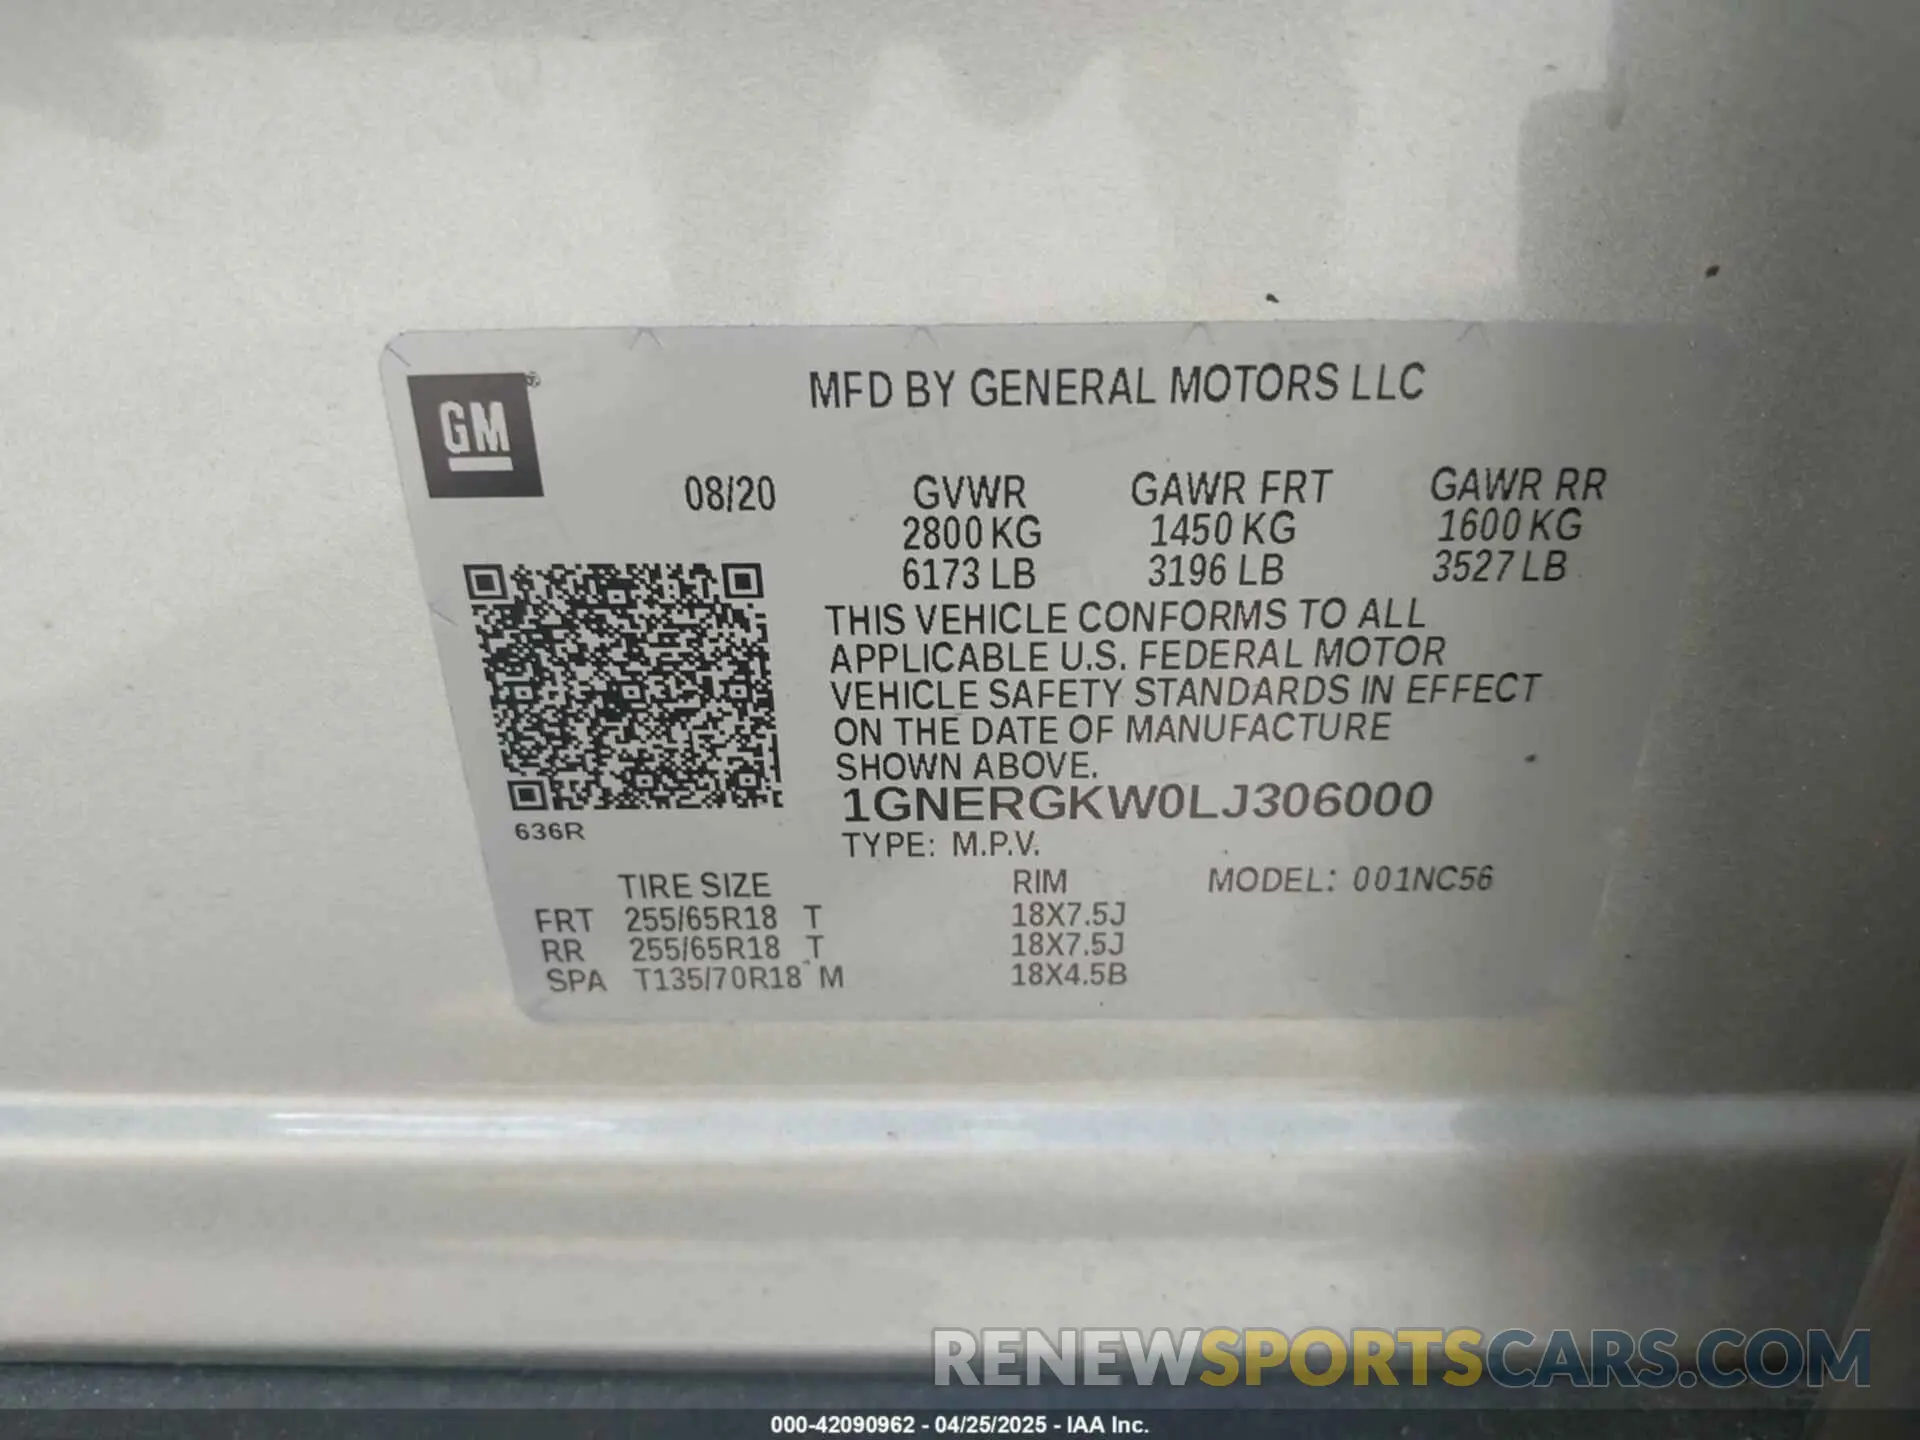 GM ®
MFD BY GENERAL MOTORS LLC
08/20 GVWR GAWR FRT GAWR RR
2800 KG 1450 KG 1600 KG
6173 LB 3196 LB 3527 LB
THIS VEHICLE CONFORMS TO ALL
APPLICABLE U.S. FEDERAL MOTOR
VEHICLE SAFETY STANDARDS IN EFFECT
ON THE DATE OF MANUFACTURE
SHOWN ABOVE.
1GNERGKW0LJ306000
636R
TYPE: M.P.V.
TIRE SIZE RIM MODEL: 001NC56
FRT 255/65R18 T 18X7.5J
RR 255/65R18 T 18X7.5J
SPA T135/70R18 M 18X4.5B
RENEWSPORTSCARS.COM
000-42090962 - 04/25/2025 - IAA Inc.